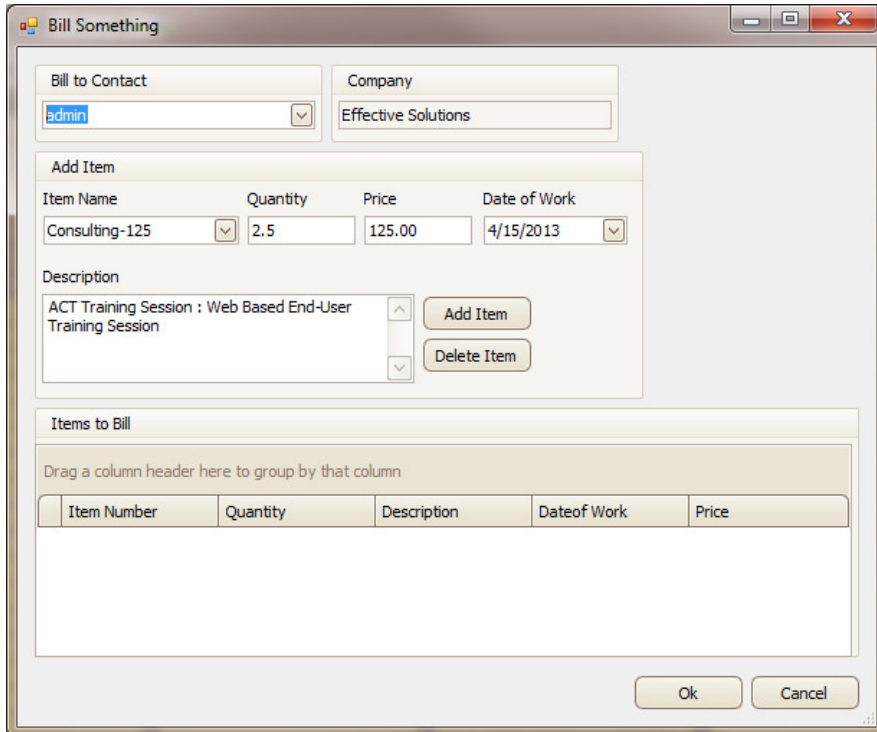 Bill Something
Bill to Contact
Company
admin
Effective Solutions
Add Item
Item Name Quantity Price Date of Work
Consulting-125 2.5 125.00 4/15/2013
Description
ACT Training Session : Web Based End-User
Training Session
Add Item
Delete Item
Items to Bill
Drag a column header here to group by that column
Item Number Quantity Description Dateof Work Price
Ok Cancel